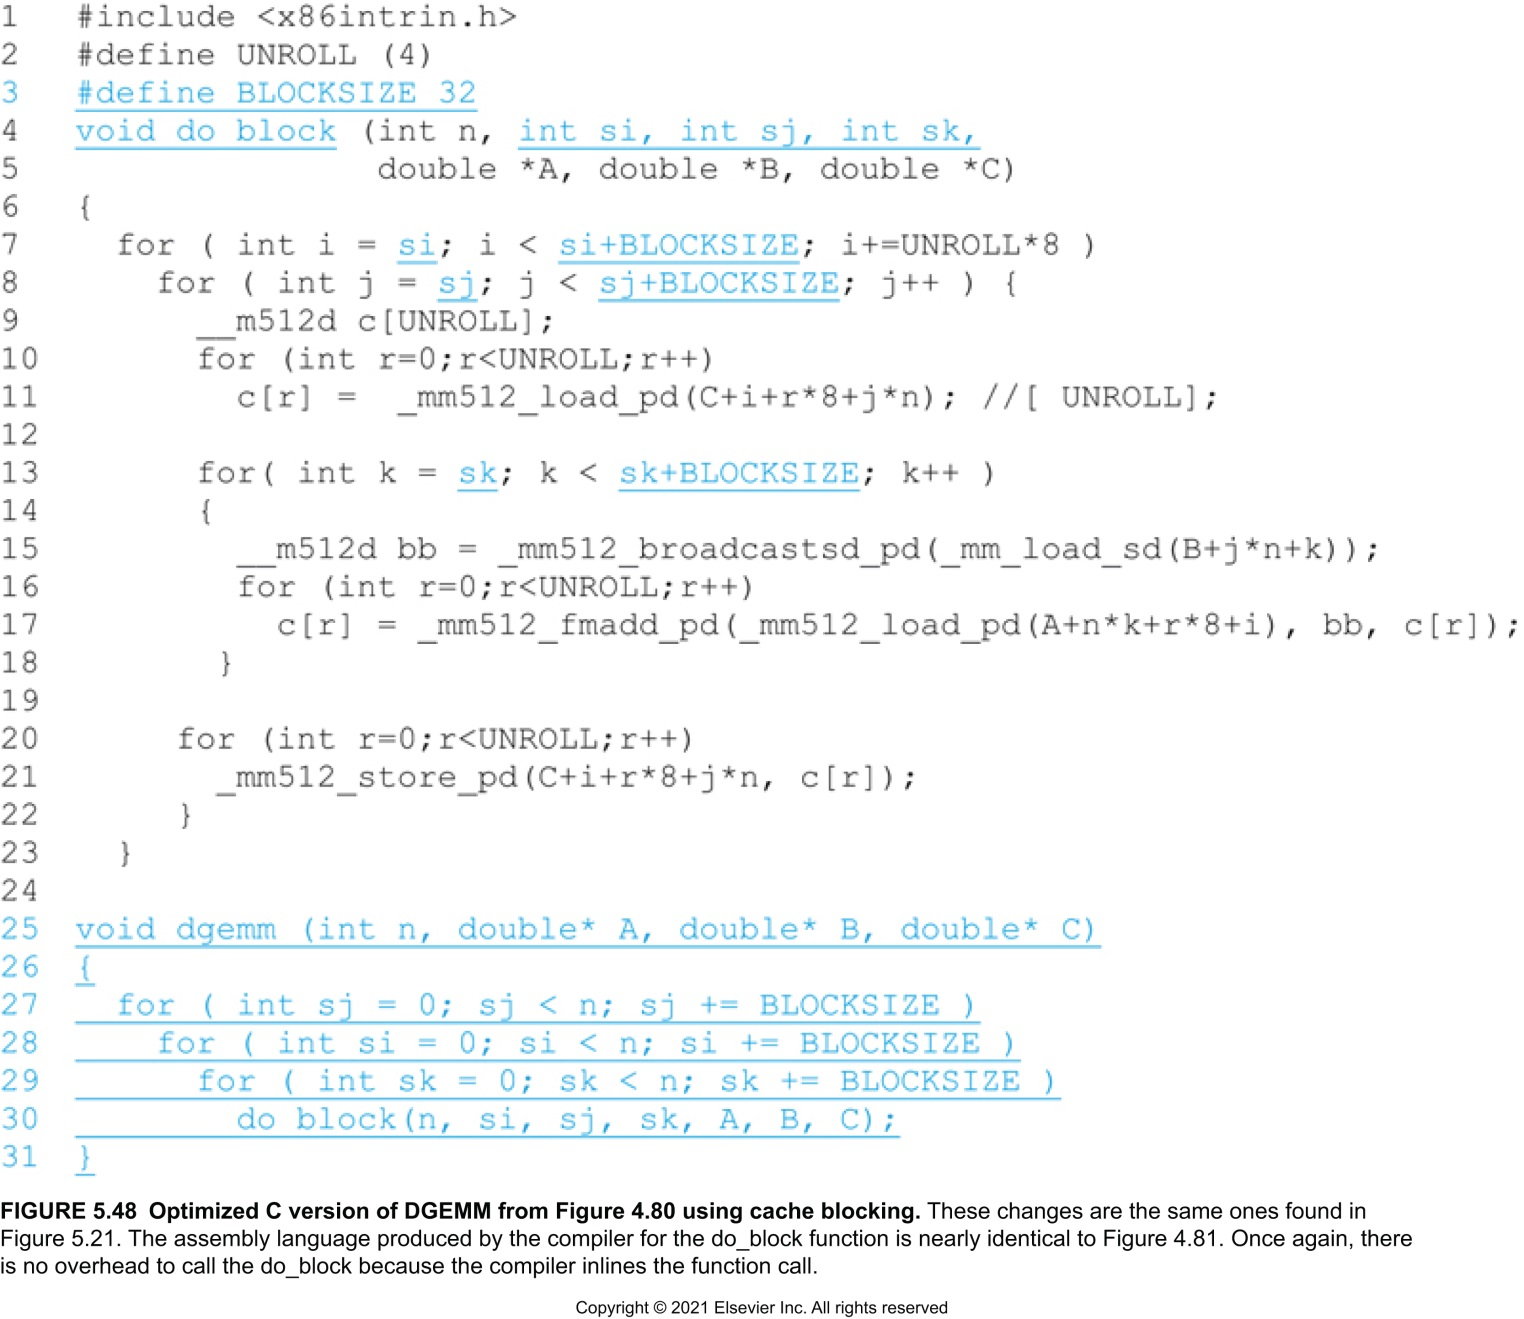 1 #include <x86intrin.h>
2 #define UNROLL (4)
3 #define BLOCKSIZE 32
4 void do block (int n, int si, int sj, int sk,
5 double *A, double *B, double *C)
6 {
7 for ( int i = si; i < si+BLOCKSIZE; i+=UNROLL*8 )
8 for ( int j = sj; j < sj+BLOCKSIZE; j++ ) {
9 __m512d c[UNROLL];
10 for (int r=0;r<UNROLL;r++)
11 c[r] = _mm512_load_pd(C+i+r*8+j*n); //[ UNROLL];
12
13 for( int k = sk; k < sk+BLOCKSIZE; k++ )
14 {
15 __m512d bb = _mm512_broadcastsd_pd(_mm_load_sd(B+j*n+k));
16 for (int r=0;r<UNROLL;r++)
17 c[r] = _mm512_fmadd_pd(_mm512_load_pd(A+n*k+r*8+i), bb, c[r]);
18 }
19
20 for (int r=0;r<UNROLL;r++)
21 _mm512_store_pd(C+i+r*8+j*n, c[r]);
22 }
23 }
24
25 void dgemm (int n, double* A, double* B, double* C)
26 {
27 for ( int sj = 0; sj < n; sj += BLOCKSIZE )
28 for ( int si = 0; si < n; si += BLOCKSIZE )
29 for ( int sk = 0; sk < n; sk += BLOCKSIZE )
30 do block(n, si, sj, sk, A, B, C);
31 }
FIGURE 5.48 Optimized C version of DGEMM from Figure 4.80 using cache blocking. These changes are the same ones found in
Figure 5.21. The assembly language produced by the compiler for the do_block function is nearly identical to Figure 4.81. Once again, there
is no overhead to call the do_block because the compiler inlines the function call.
Copyright © 2021 Elsevier Inc. All rights reserved